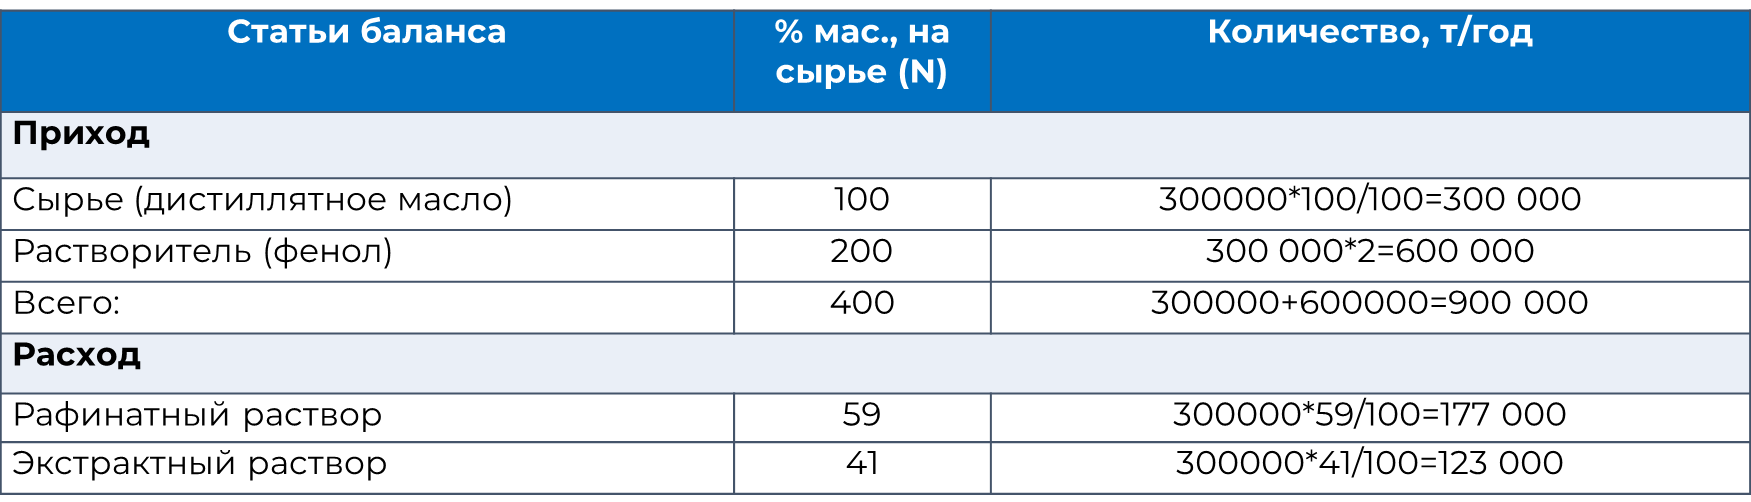 Статьи баланса % мас., на Количество, т/год
сырье (N)
Приход
Сырье (дистиллятное масло) 100 300000*100/100=300 000
Растворитель (фенол) 200 300 000*2=600 000
Всего: 400 300000+600000=900 000
Расход
Рафинатный раствор 59 300000*59/100=177 000
Экстрактный раствор 41 300000*41/100=123 000